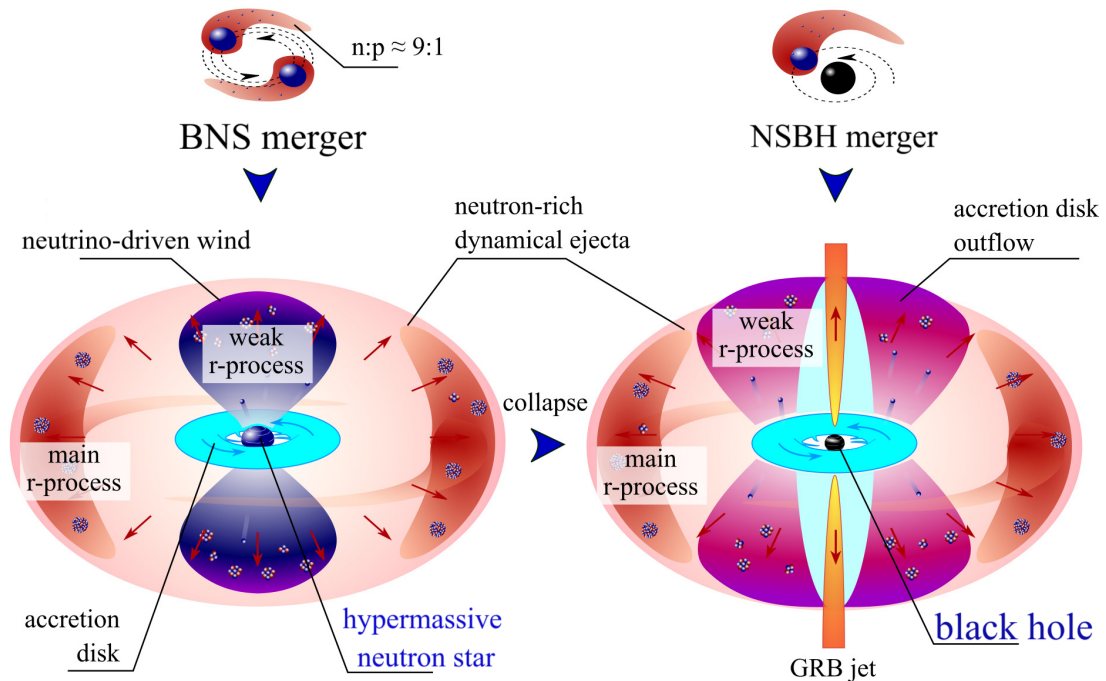 n:p ≈ 9:1
BNS merger
NSBH merger
neutrino-driven wind
neutron-rich
dynamical ejecta
accretion disk
outflow
weak
r-process
main
r-process
collapse
weak
r-process
main
r-process
accretion
disk
hypermassive
neutron star
black hole
GRB jet